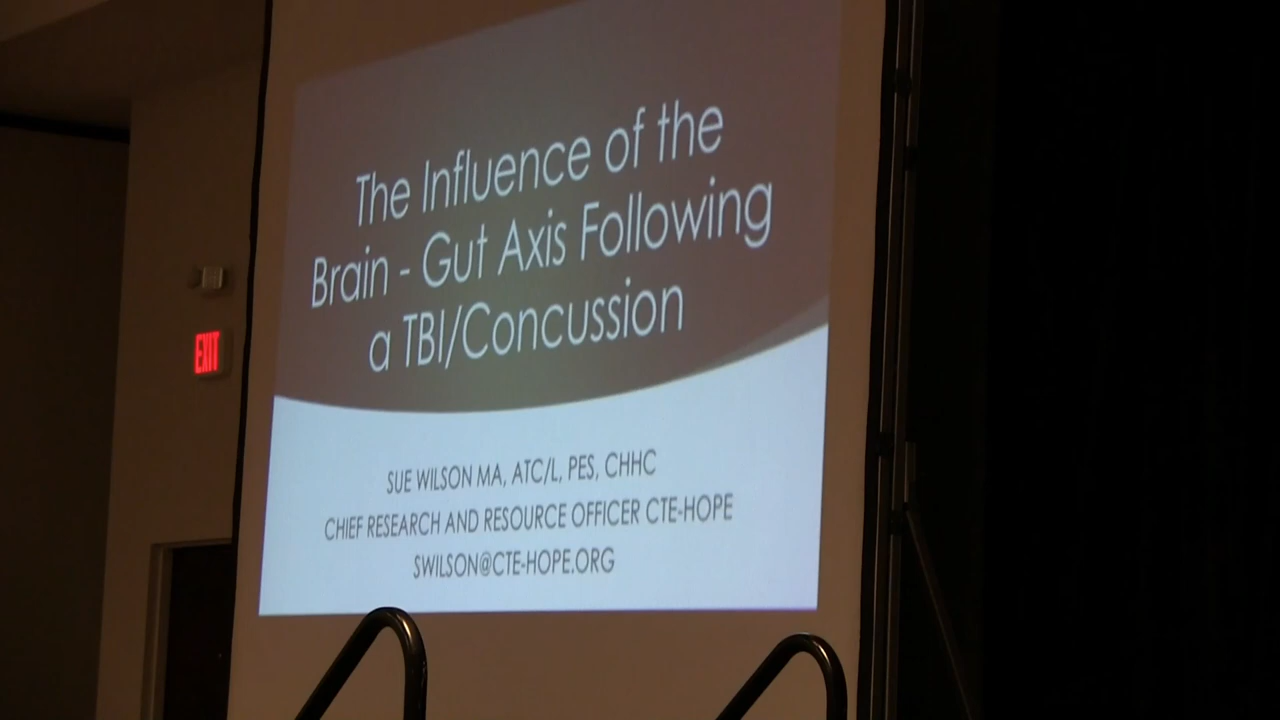 The Influence of the
Brain - Gut Axis Following
a TBI/Concussion
SUE WILSON MA, ATC/L, PES, CHHC
CHIEF RESEARCH AND RESOURCE OFFICER CTE-HOPE
SWILSON@CTE-HOPE.ORG
EXIT